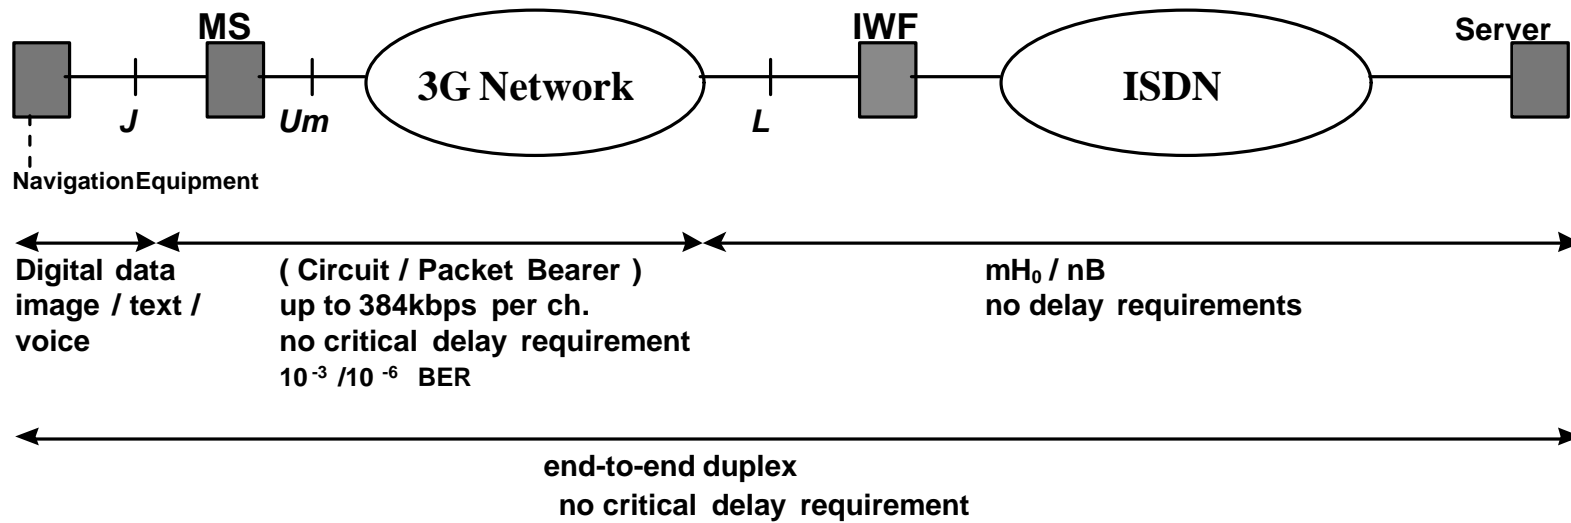 MS
IWF
Server
3G Network
ISDN
J
Um
L
NavigationEquipment
Digital data
image / text /
voice
( Circuit / Packet Bearer )
up to 384kbps per ch.
no critical delay requirement
10⁻³ /10⁻⁶ BER
mH₀ / nB
no delay requirements
end-to-end duplex
no critical delay requirement